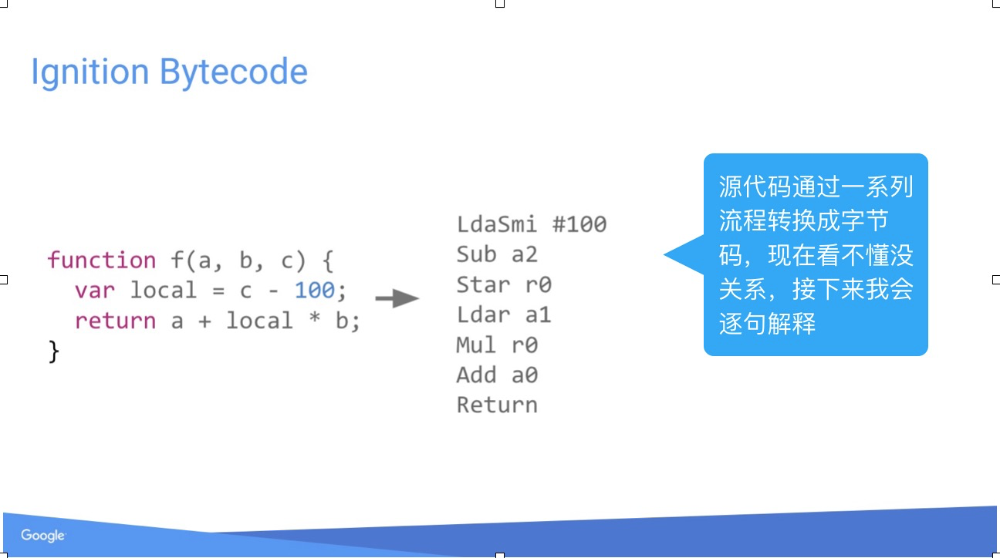 Ignition Bytecode
function f(a, b, c) {
  var local = c - 100;
  return a + local * b;
}
LdaSmi #100
Sub a2
Star r0
Ldar a1
Mul r0
Add a0
Return
源代码通过一系列
流程转换成字节
码，现在看不懂没
关系，接下来我会
逐句解释
Google